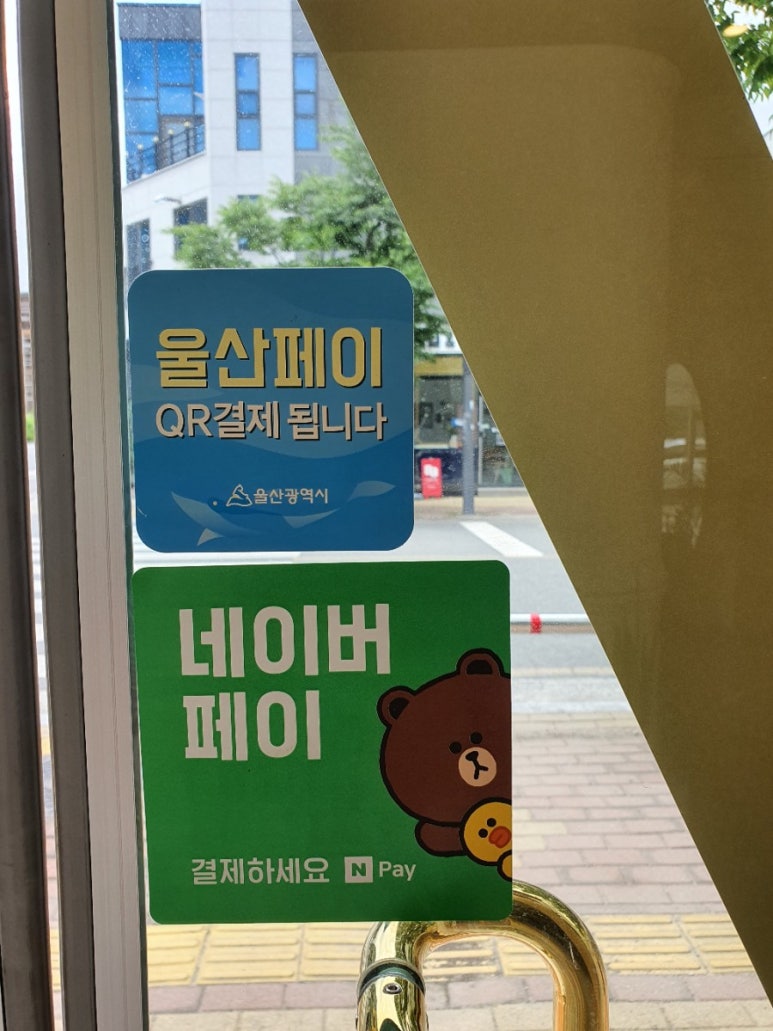 울산페이
QR결제 됩니다
울산광역시
네이버
페이
결제하세요 N Pay